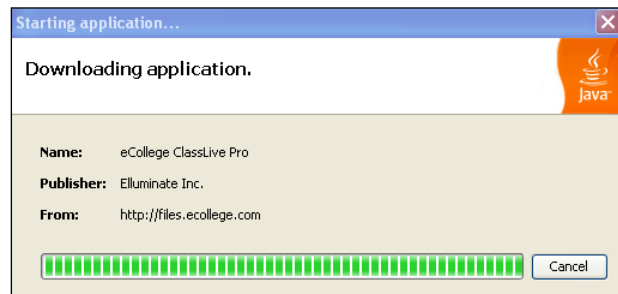 Starting application...
Downloading application.
Java
Name: eCollege ClassLive Pro
Publisher: Elluminate Inc.
From: http://files.ecollege.com
Cancel